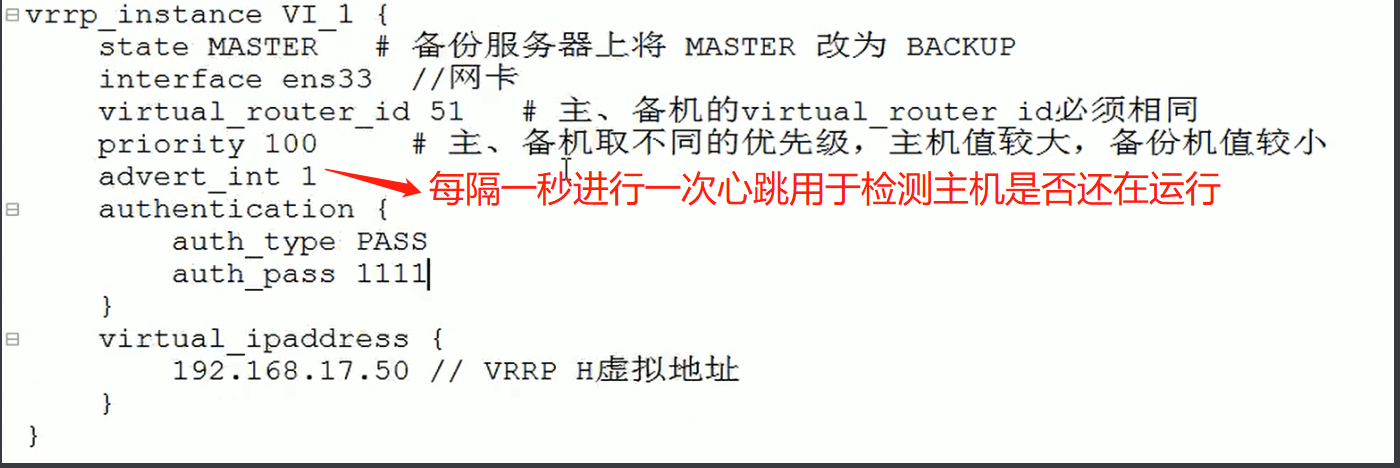 vrrp_instance VI_1 {
state MASTER # 备份服务器上将 MASTER 改为 BACKUP
interface ens33 //网卡
virtual_router_id 51 # 主、备机的virtual_router_id必须相同
priority 100 # 主、备机取不同的优先级，主机值较大，备份机值较小
advert_int 1 每隔一秒进行一次心跳用于检测主机是否还在运行
authentication {
auth_type PASS
auth_pass 1111
}
virtual_ipaddress {
192.168.17.50 // VRRP H虚拟地址
}
}